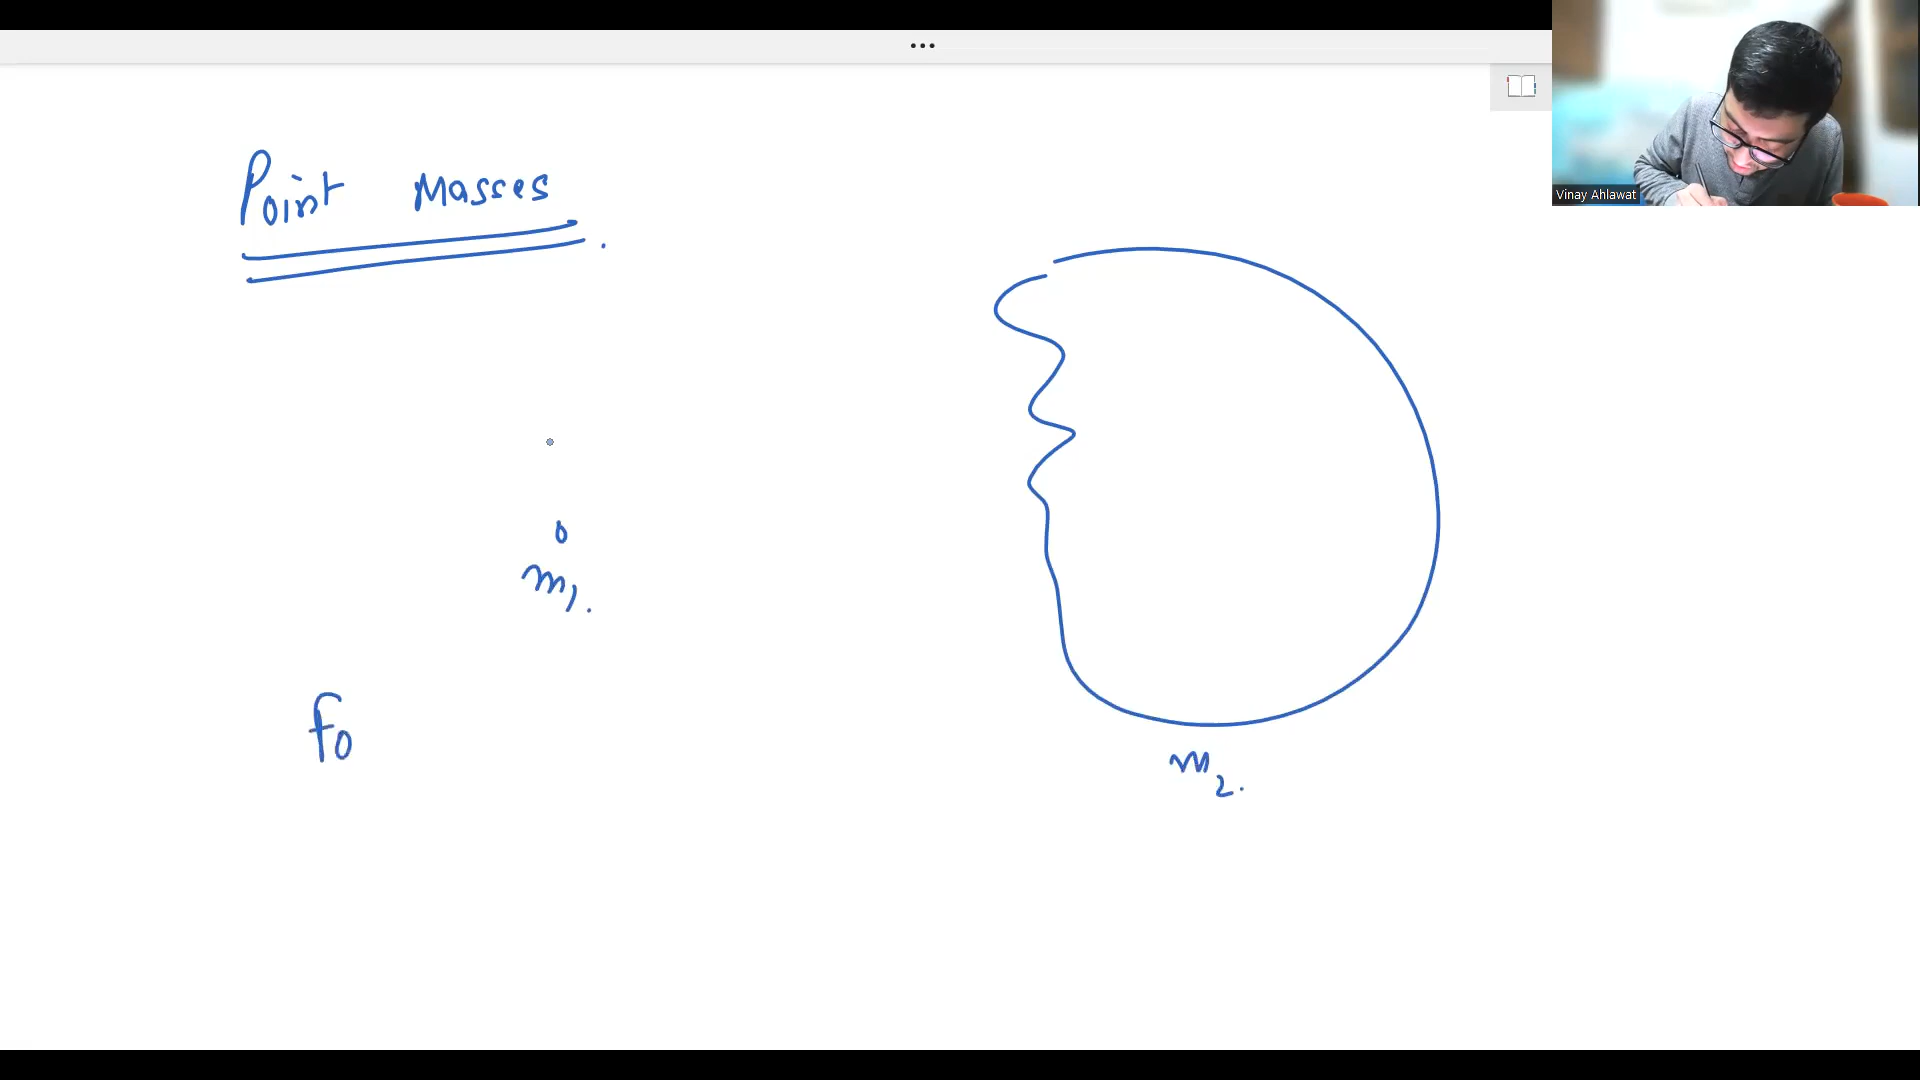 Point Masses.
m1.
fo
m2.
Vinay Ahlawat